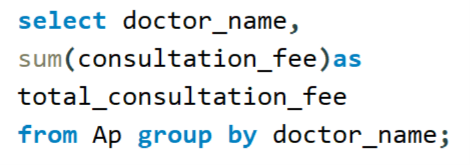 select doctor_name,
sum(consultation_fee)as
total_consultation_fee
from Ap group by doctor_name;